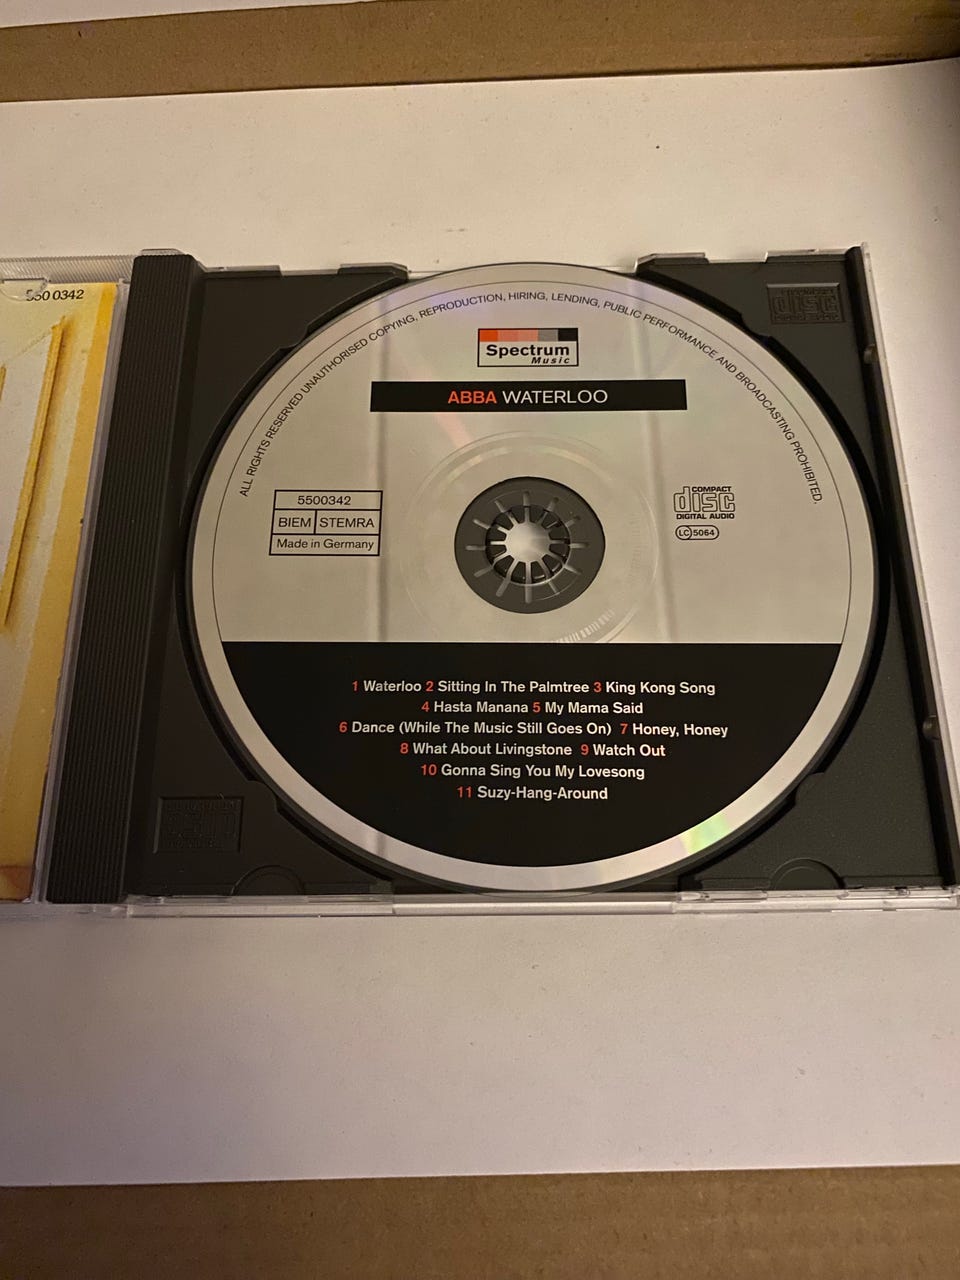 550 0342
ALL RIGHTS RESERVED UNAUTHORISED COPYING, REPRODUCTION, HIRING, LENDING, PUBLIC PERFORMANCE AND BROADCASTING PROHIBITED.
Spectrum
Music
ABBA WATERLOO
5500342
BIEM STEMRA
Made in Germany
COMPACT
disc
DIGITAL AUDIO
LC 5064
1 Waterloo 2 Sitting In The Palmtree 3 King Kong Song
4 Hasta Manana 5 My Mama Said
6 Dance (While The Music Still Goes On) 7 Honey, Honey
8 What About Livingstone 9 Watch Out
10 Gonna Sing You My Lovesong
11 Suzy-Hang-Around
disc